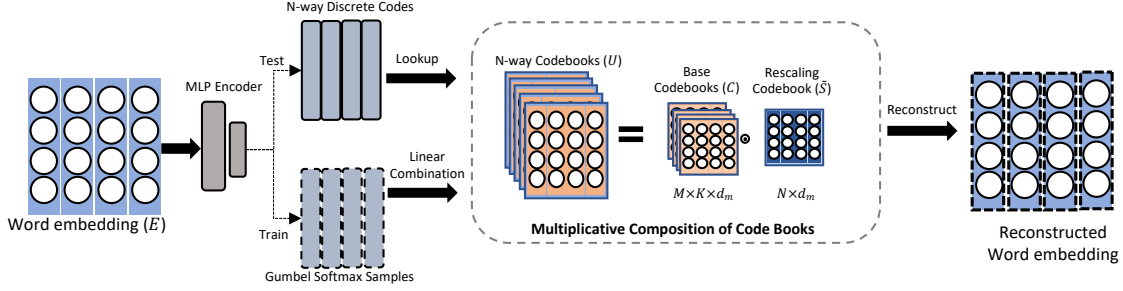 Word embedding (E)
MLP Encoder
Test
Train
N-way Discrete Codes
Gumbel Softmax Samples
Lookup
Linear
Combination
N-way Codebooks (U)
=
Base
Codebooks (C)
M×K×d_m
⊙
Rescaling
Codebook (S̃)
N×d_m
Multiplicative Composition of Code Books
Reconstruct
Reconstructed
Word embedding